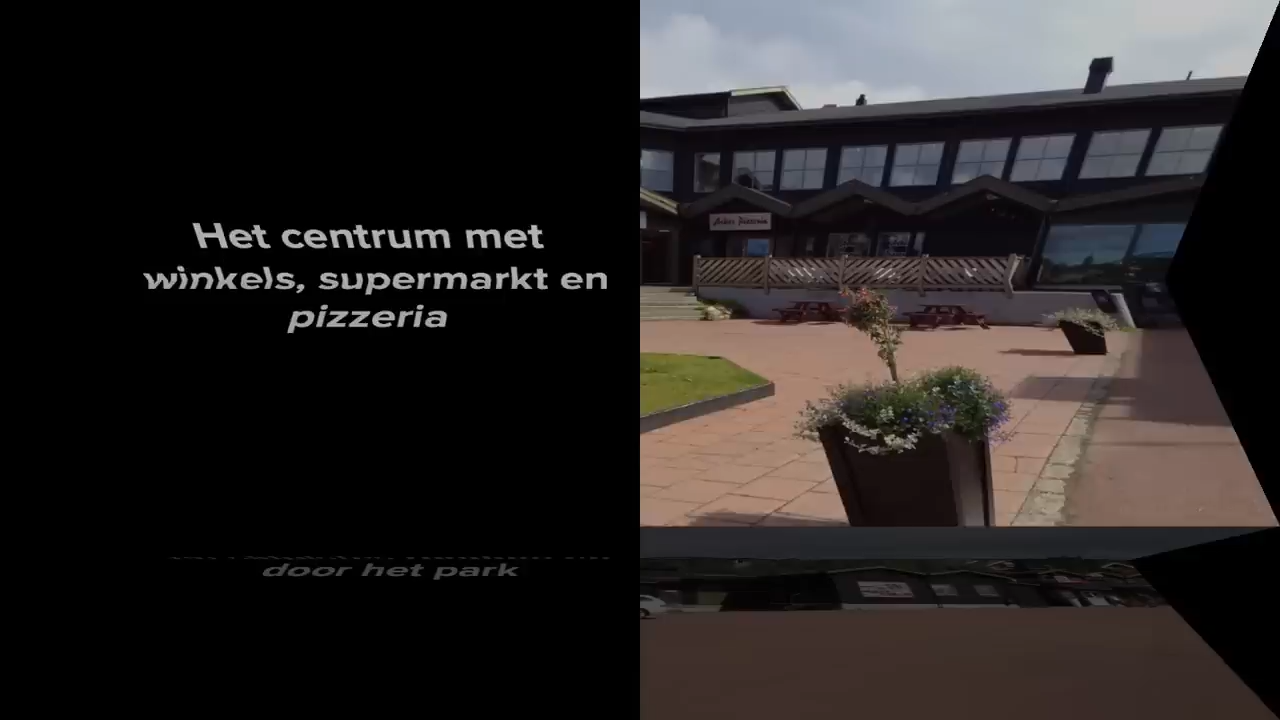 Het centrum met
winkels, supermarkt en
pizzeria
door het park